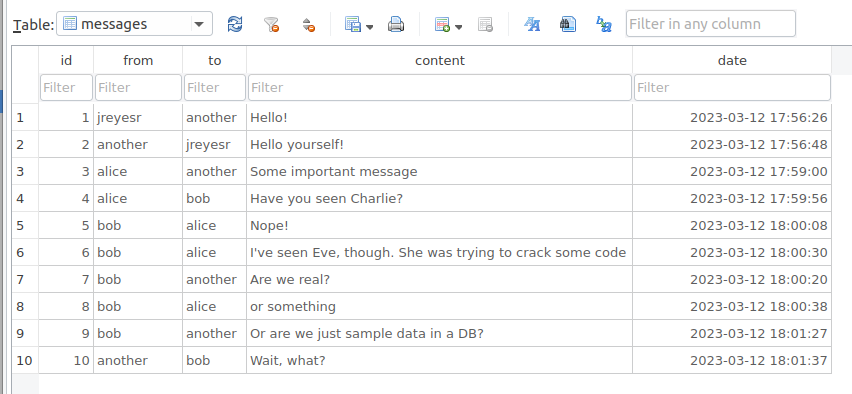 Table: messages Filter in any column
id from to content date
Filter Filter Filter Filter Filter
1 1 jreyesr another Hello! 2023-03-12 17:56:26
2 2 another jreyesr Hello yourself! 2023-03-12 17:56:48
3 3 alice another Some important message 2023-03-12 17:59:00
4 4 alice bob Have you seen Charlie? 2023-03-12 17:59:56
5 5 bob alice Nope! 2023-03-12 18:00:08
6 6 bob alice I've seen Eve, though. She was trying to crack some code 2023-03-12 18:00:30
7 7 bob another Are we real? 2023-03-12 18:00:20
8 8 bob alice or something 2023-03-12 18:00:38
9 9 bob another Or are we just sample data in a DB? 2023-03-12 18:01:27
10 10 another bob Wait, what? 2023-03-12 18:01:37